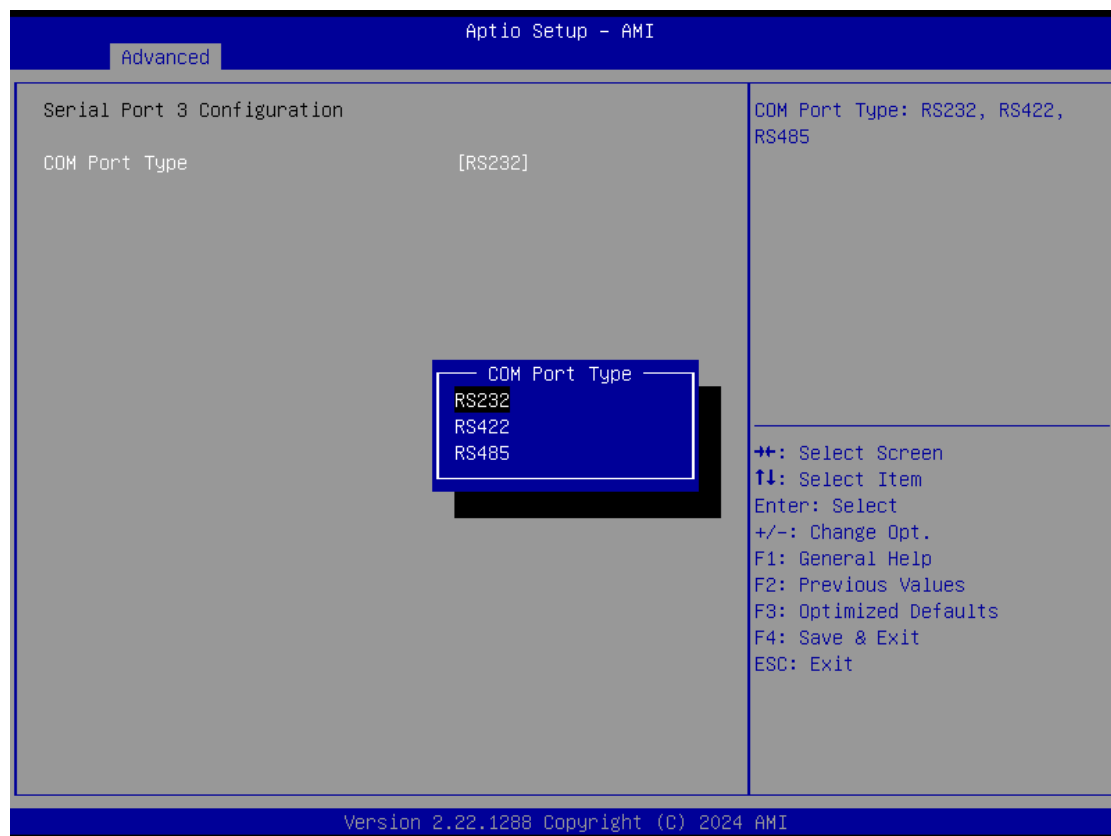 Aptio Setup – AMI
Advanced
Serial Port 3 Configuration
COM Port Type [RS232]
COM Port Type: RS232, RS422,
RS485
COM Port Type
RS232
RS422
RS485
→←: Select Screen
↑↓: Select Item
Enter: Select
+/-: Change Opt.
F1: General Help
F2: Previous Values
F3: Optimized Defaults
F4: Save & Exit
ESC: Exit
Version 2.22.1288 Copyright (C) 2024 AMI